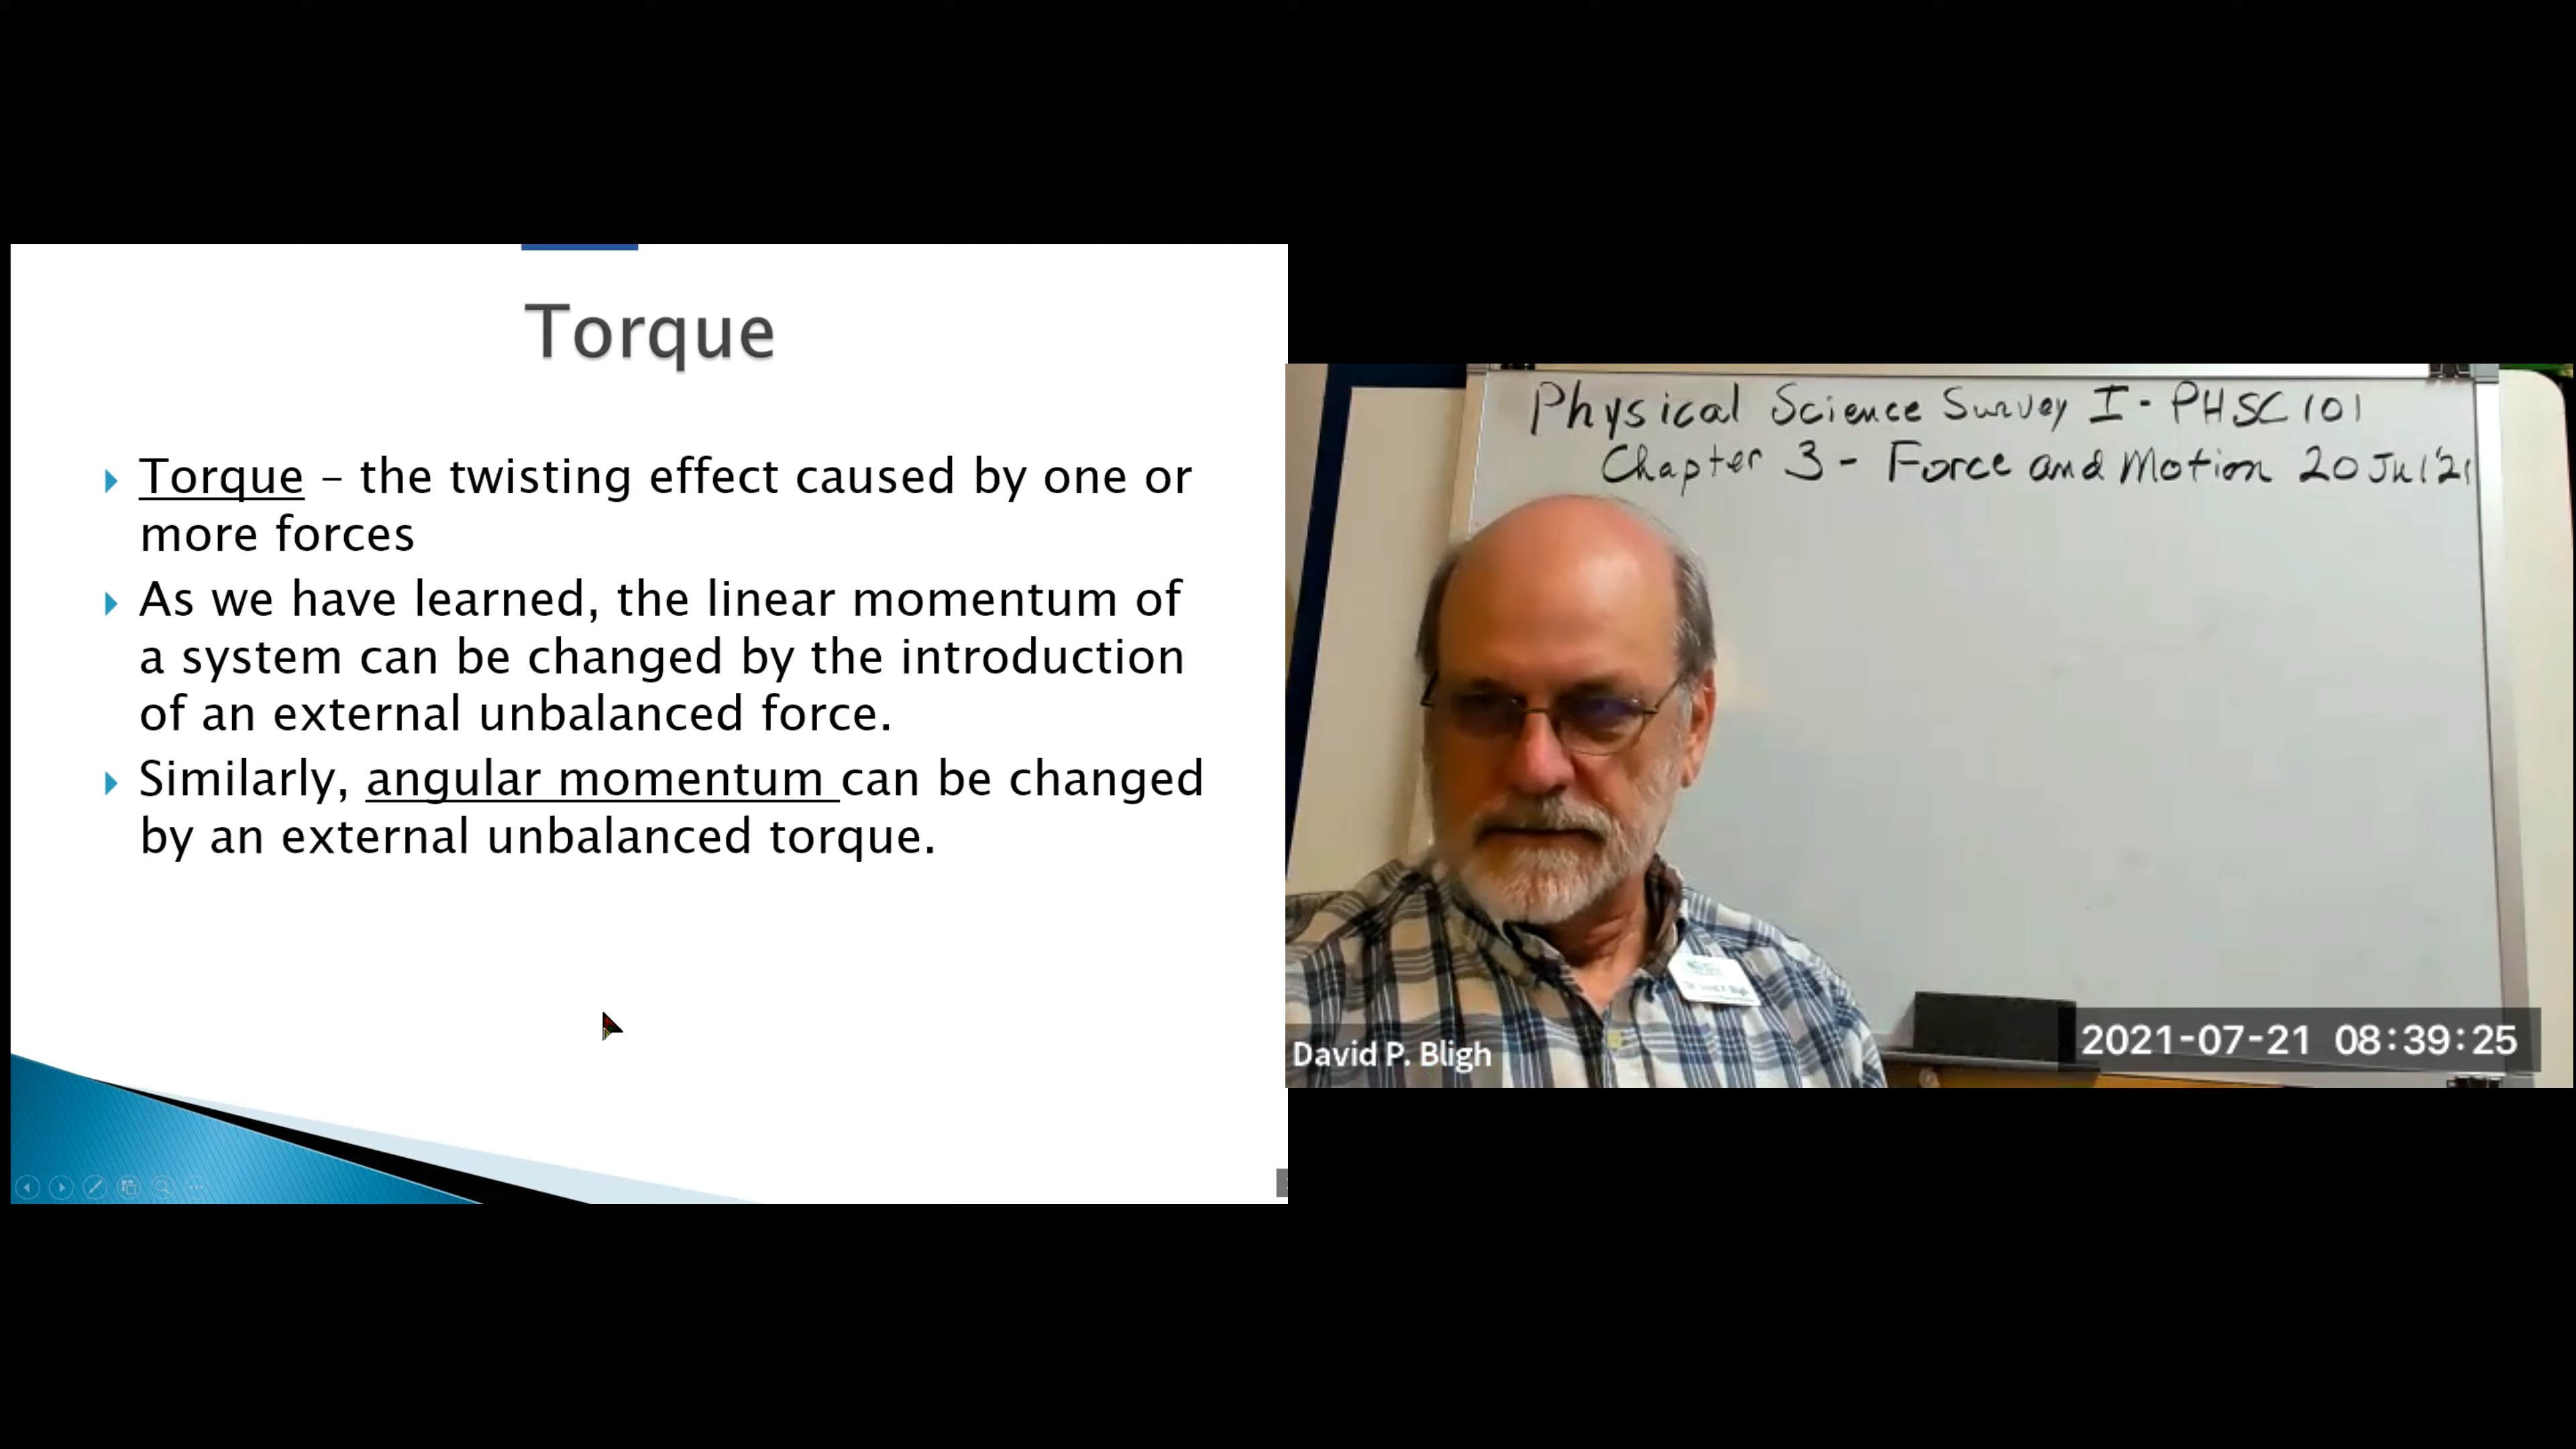 Torque
Torque – the twisting effect caused by one or
more forces
As we have learned, the linear momentum of
a system can be changed by the introduction
of an external unbalanced force.
Similarly, angular momentum can be changed
by an external unbalanced torque.
Physical Science Survey I - PHSC 101
Chapter 3 - Force and Motion 20 Jul '21
David P. Bligh
2021-07-21 08:39:25